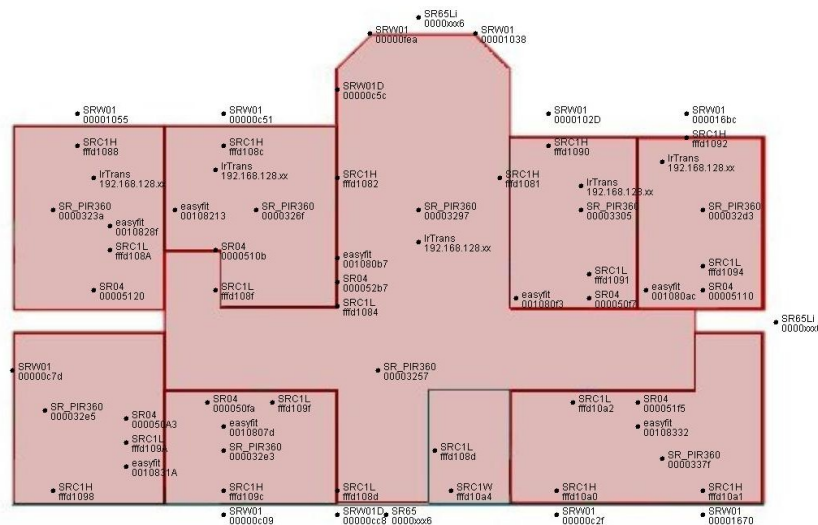 SR65Li
0000xxx6
SRW01
00000fea
SRW01
00001038
SRW01D
00000c5c
SRW01
00001055
SRW01
00000c51
SRW01
0000102D
SRW01
000016bc
SRC1H
fffd1088
SRC1H
fffd108c
SRC1H
fffd1090
SRC1H
fffd1092
IrTrans
192.168.128.xx
IrTrans
192.168.128.xx
SRC1H
fffd1082
SRC1H
fffd1081
IrTrans
192.168.128.xx
IrTrans
192.168.128.xx
SR_PIR360
0000323a
easyfit
0010828f
easyfit
00108213
SR_PIR360
0000326f
SR_PIR360
00003297
SR_PIR360
00003305
SR_PIR360
000032d3
IrTrans
192.168.128.xx
SRC1L
fffd108A
SR04
0000510b
easyfit
001080b7
SRC1L
fffd1091
SRC1L
fffd1094
SR04
00005120
SRC1L
fffd108f
SR04
000052b7
SRC1L
fffd1084
easyfit
001080f3
SR04
000050f7
easyfit
001080ac
SR04
00005110
SR65Li
0000xxx6
SRW01
00000c7d
SR_PIR360
00003257
SR_PIR360
000032e5
SR04
000050A3
SRC1L
fffd109A
easyfit
0010831A
SRC1H
fffd1098
SR04
000050fa
SRC1L
fffd109f
easyfit
0010807d
SR_PIR360
000032e3
SRC1H
fffd109c
SRC1L
fffd108d
SRC1L
fffd108d
SRC1W
fffd10a4
SRC1L
fffd10a2
SR04
000051f5
easyfit
00108332
SR_PIR360
0000337f
SRC1H
fffd10a0
SRC1H
fffd10a1
SRW01
00000c09
SRW01D
00000cc8
SR65
0000xxx6
SRW01
00000c2f
SRW01
00001670